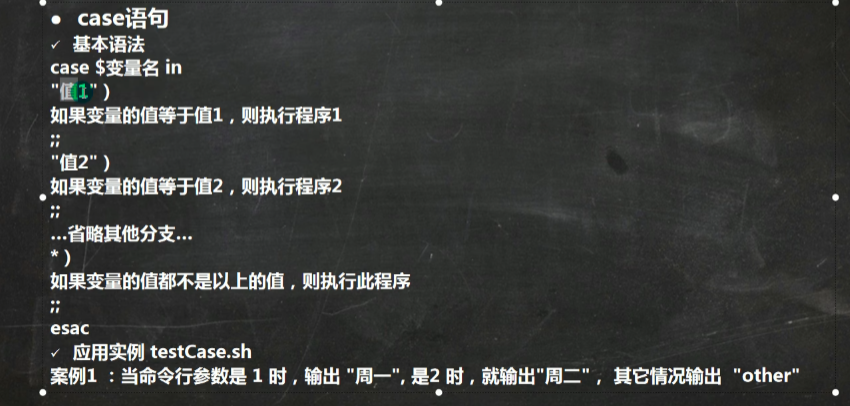 ● case语句
✓ 基本语法
case $变量名 in
"值1" )
如果变量的值等于值1，则执行程序1
;;
"值2" )
如果变量的值等于值2，则执行程序2
;;
...省略其他分支...
* )
如果变量的值都不是以上的值，则执行此程序
;;
esac
✓ 应用实例 testCase.sh
案例1 ：当命令行参数是 1 时，输出 "周一", 是2 时，就输出"周二"， 其它情况输出 "other"